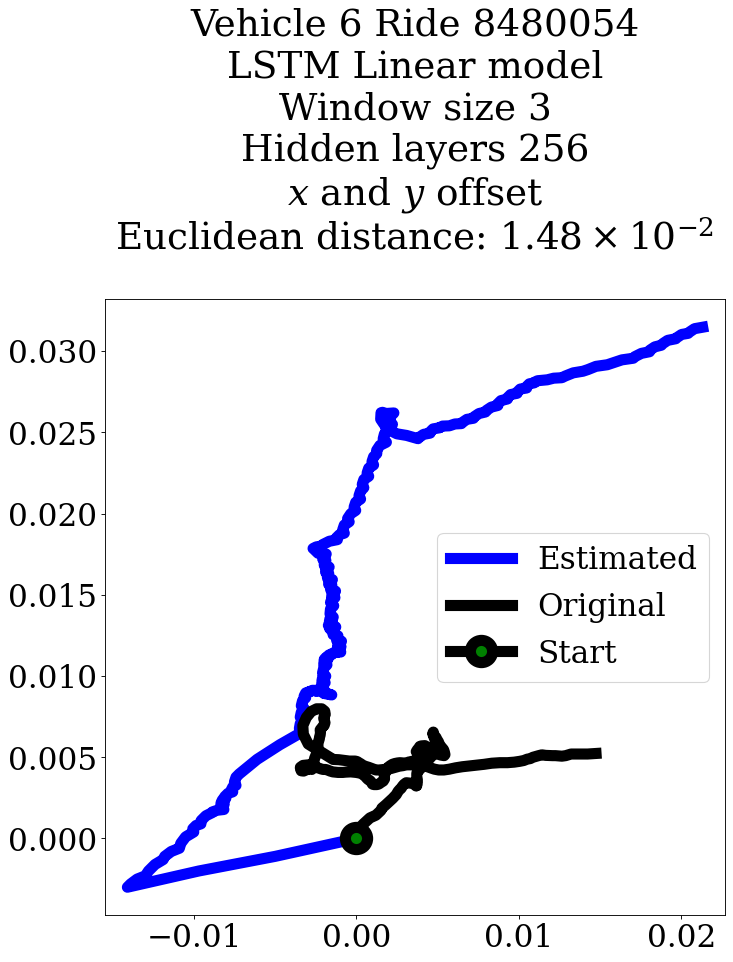 Vehicle 6 Ride 8480054
LSTM Linear model
Window size 3
Hidden layers 256
x and y offset
Euclidean distance: 1.48 × 10⁻²
0.030
0.025
0.020
0.015
0.010
0.005
0.000
Estimated
Original
Start
−0.01 0.00 0.01 0.02